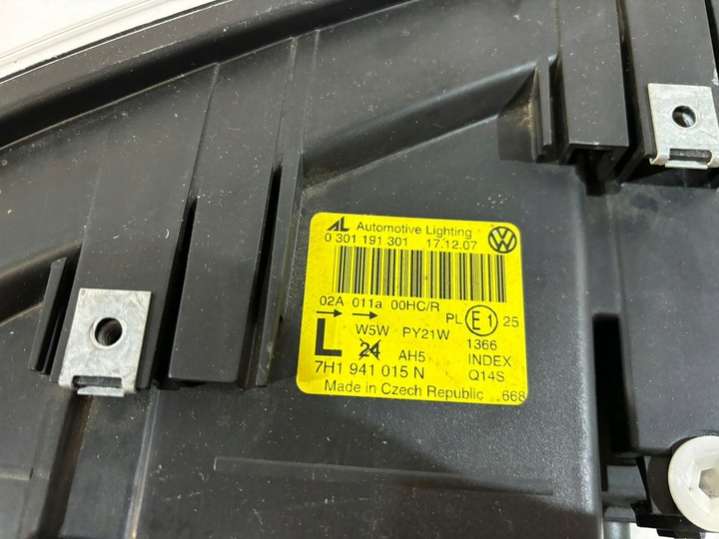 AL Automotive Lighting
0 301 191 301 17.12.07
02A 011a 00HC/R
PL E1 25
W5W PY21W 1366
L 24 AH5 INDEX
7H1 941 015 N Q14S
Made in Czech Republic ..668